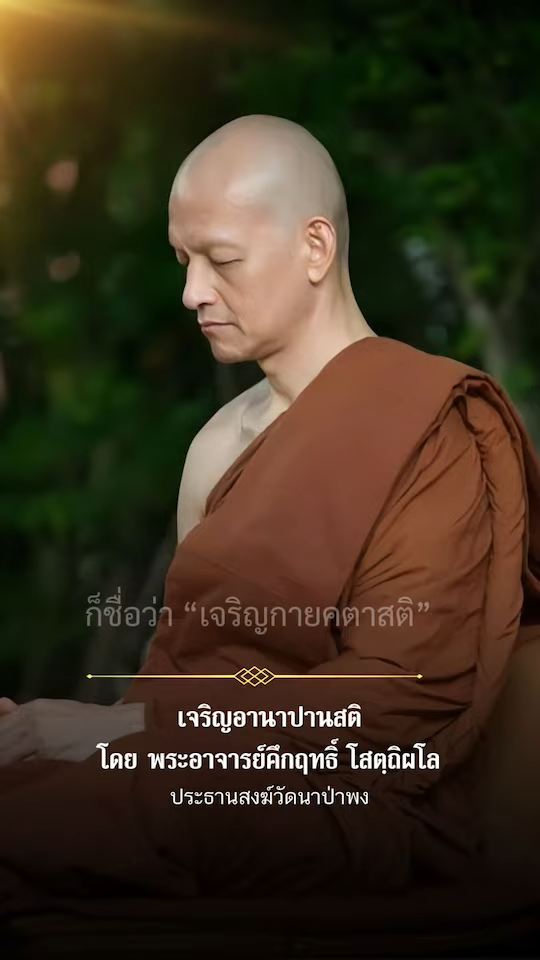 ก็ชื่อว่า “เจริญกายคตาสติ”
เจริญอานาปานสติ
โดย พระอาจารย์คึกฤทธิ์ โสตฺถิผโล
ประธานสงฆ์วัดนาป่าพง